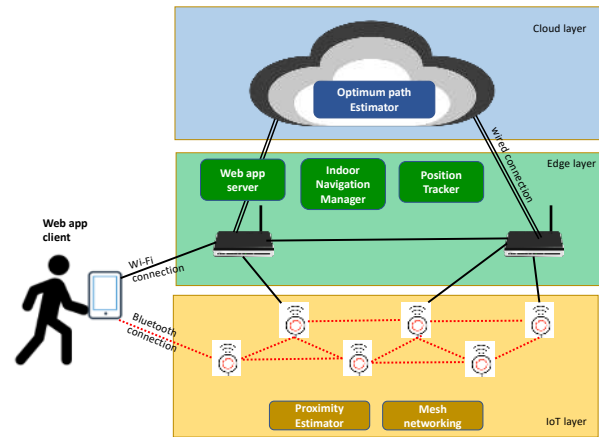 Cloud layer
Optimum path
Estimator
wired connection
Edge layer
Web app
server
Indoor
Navigation
Manager
Position
Tracker
Web app
client
Wi-Fi
connection
Bluetooth
connection
Proximity
Estimator
Mesh
networking
IoT layer